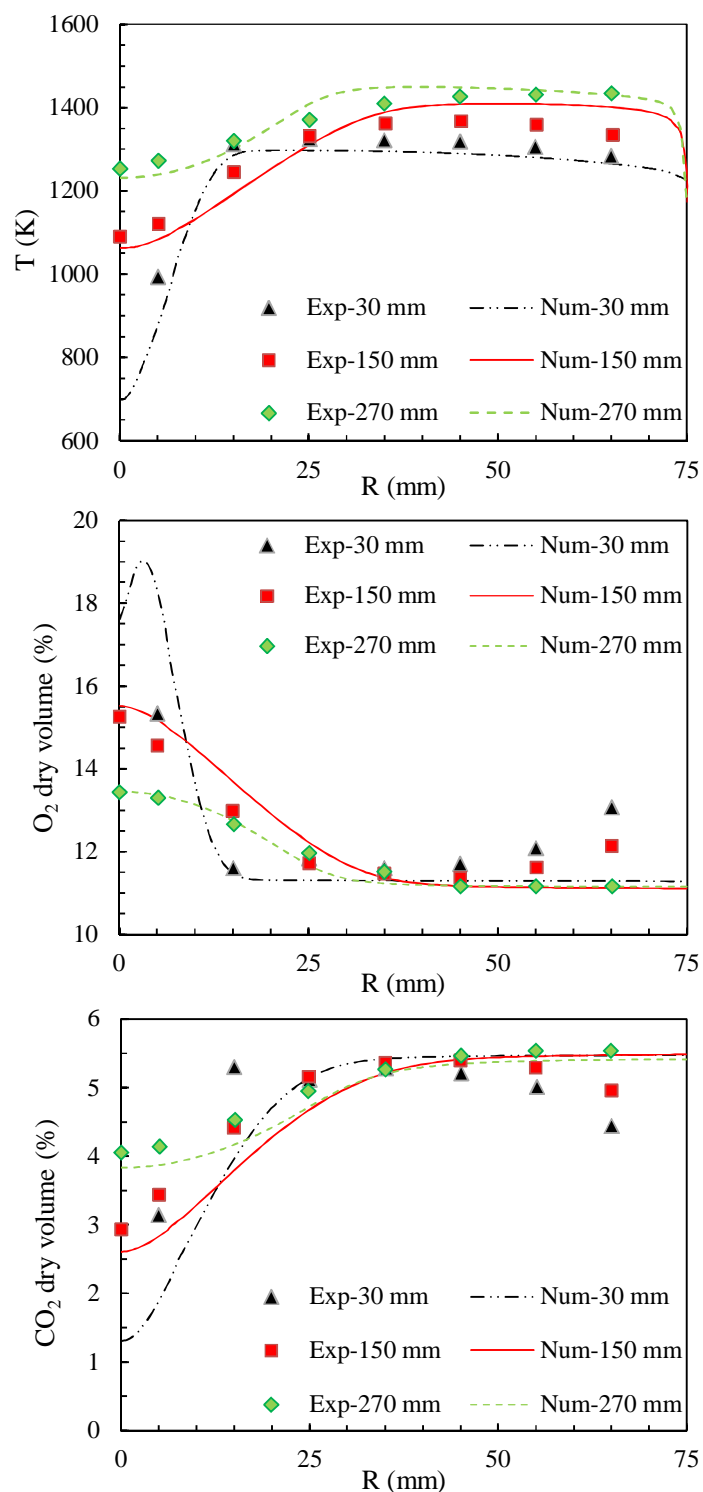 1600
1400
1200
1000
800
600
T (K)
Exp-30 mm Num-30 mm
Exp-150 mm Num-150 mm
Exp-270 mm Num-270 mm
0 25 50 75
R (mm)
20
18
16
14
12
10
O2 dry volume (%)
Exp-30 mm Num-30 mm
Exp-150 mm Num-150 mm
Exp-270 mm Num-270 mm
0 25 50 75
R (mm)
6
5
4
3
2
1
0
CO2 dry volume (%)
Exp-30 mm Num-30 mm
Exp-150 mm Num-150 mm
Exp-270 mm Num-270 mm
0 25 50 75
R (mm)